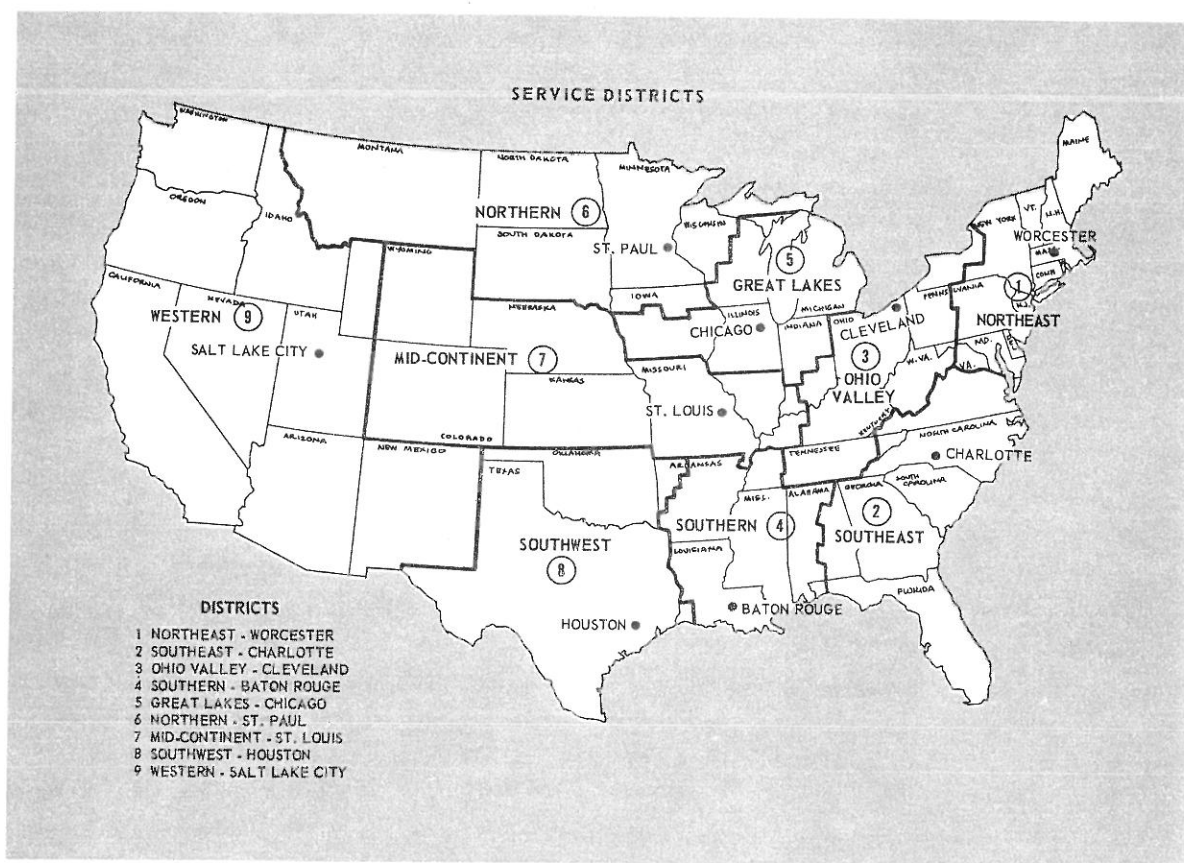 SERVICE DISTRICTS
WASHINGTON
MONTANA
NORTH DAKOTA
MINNESOTA
MAINE
OREGON
IDAHO
NORTHERN 6
WISCONSIN
NEW YORK
VT.
N.H.
SOUTH DAKOTA
ST. PAUL
WORCESTER
MASS.
WYOMING
5
GREAT LAKES
CONN.
CALIFORNIA
NEVADA
NEBRASKA
IOWA
ILLINOIS
MICHIGAN
INDIANA
OHIO
PENNSYLVANIA
1
N.J.
NORTHEAST
WESTERN 9
UTAH
CHICAGO
CLEVELAND
SALT LAKE CITY
MID-CONTINENT 7
MISSOURI
3
OHIO
VALLEY
W.VA.
MD.
DEL.
VA.
KANSAS
ST. LOUIS
KENTUCKY
ARIZONA
NEW MEXICO
COLORADO
OKLAHOMA
TEXAS
ARKANSAS
TENNESSEE
NORTH CAROLINA
CHARLOTTE
MISS.
ALABAMA
GEORGIA
SOUTH
CAROLINA
SOUTHERN 4
2
SOUTHEAST
SOUTHWEST
8
LOUISIANA
FLORIDA
HOUSTON
BATON ROUGE
DISTRICTS
1 NORTHEAST - WORCESTER
2 SOUTHEAST - CHARLOTTE
3 OHIO VALLEY - CLEVELAND
4 SOUTHERN - BATON ROUGE
5 GREAT LAKES - CHICAGO
6 NORTHERN - ST. PAUL
7 MID-CONTINENT - ST. LOUIS
8 SOUTHWEST - HOUSTON
9 WESTERN - SALT LAKE CITY